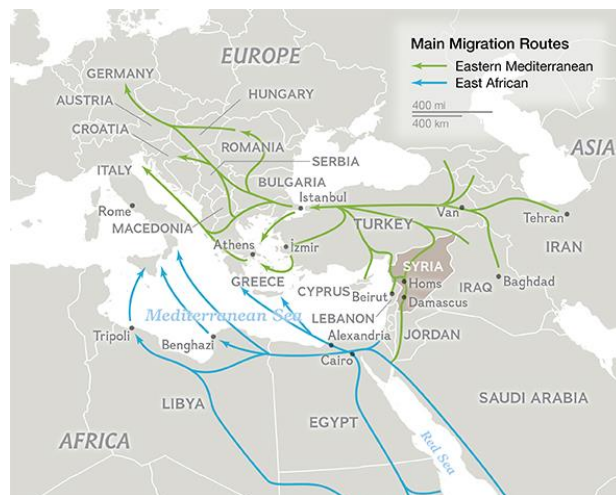 EUROPE
GERMANY
AUSTRIA
HUNGARY
CROATIA
ROMANIA
ITALY
SERBIA
BULGARIA
Istanbul
Rome
MACEDONIA
Athens
İzmir
TURKEY
Van
Tehran
IRAN
ASIA
GREECE
CYPRUS
SYRIA
Homs
Beirut
Damascus
IRAQ
Baghdad
LEBANON
Mediterranean Sea
Alexandria
JORDAN
Tripoli
Benghazi
Cairo
LIBYA
EGYPT
SAUDI ARABIA
AFRICA
Red Sea
Main Migration Routes
Eastern Mediterranean
East African
400 mi
400 km